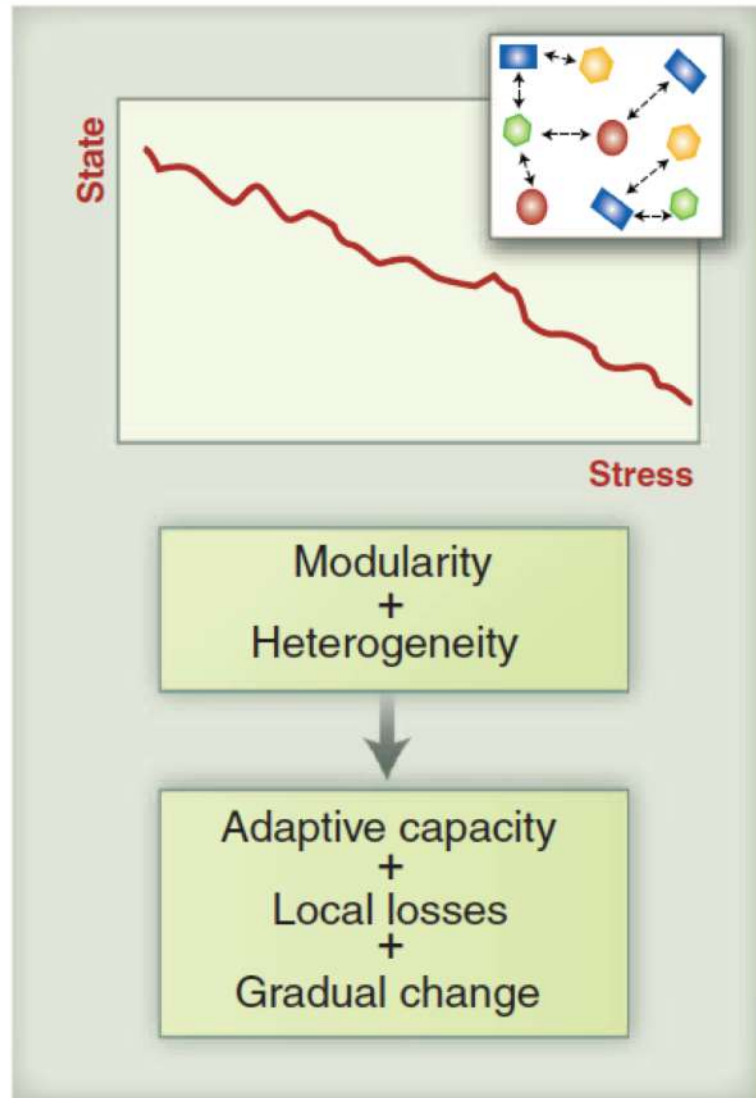 State
Stress
Modularity
+
Heterogeneity
Adaptive capacity
+
Local losses
+
Gradual change